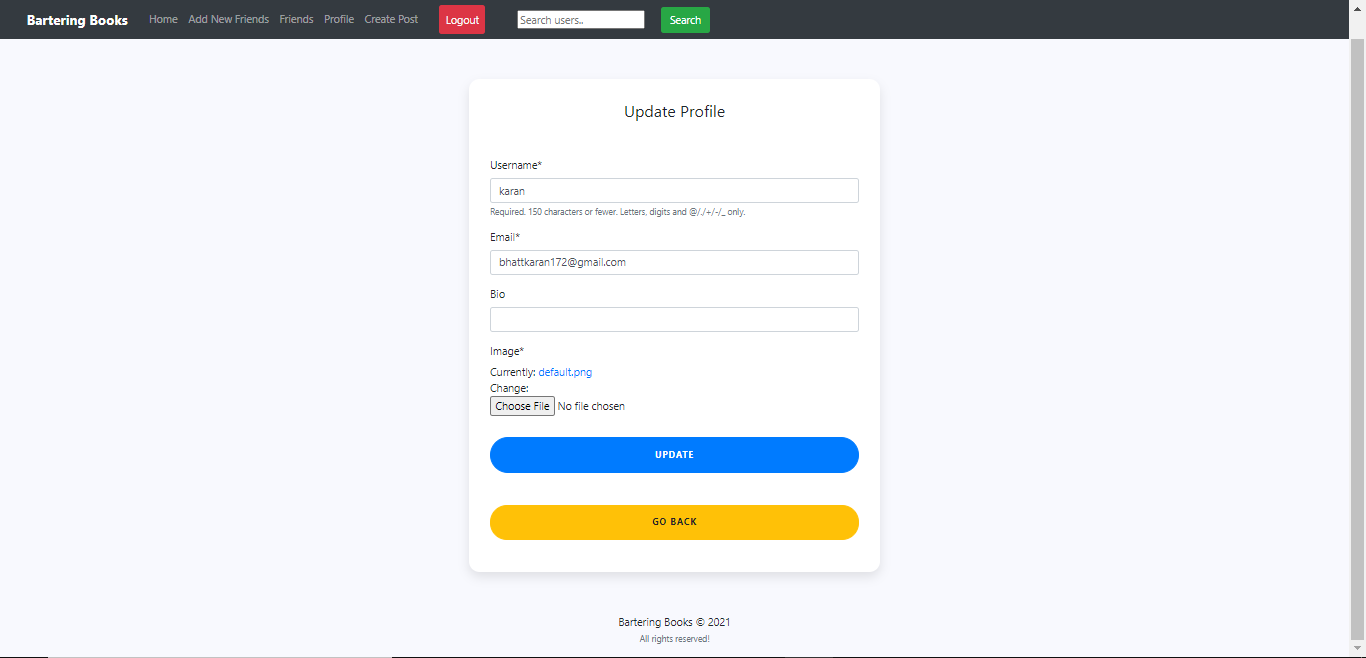 Bartering Books Home Add New Friends Friends Profile Create Post Logout Search users.. Search
Update Profile
Username*
karan
Required. 150 characters or fewer. Letters, digits and @/./+/-/_ only.
Email*
bhattkaran172@gmail.com
Bio
Image*
Currently: default.png
Change:
Choose File No file chosen
UPDATE
GO BACK
Bartering Books © 2021
All rights reserved!